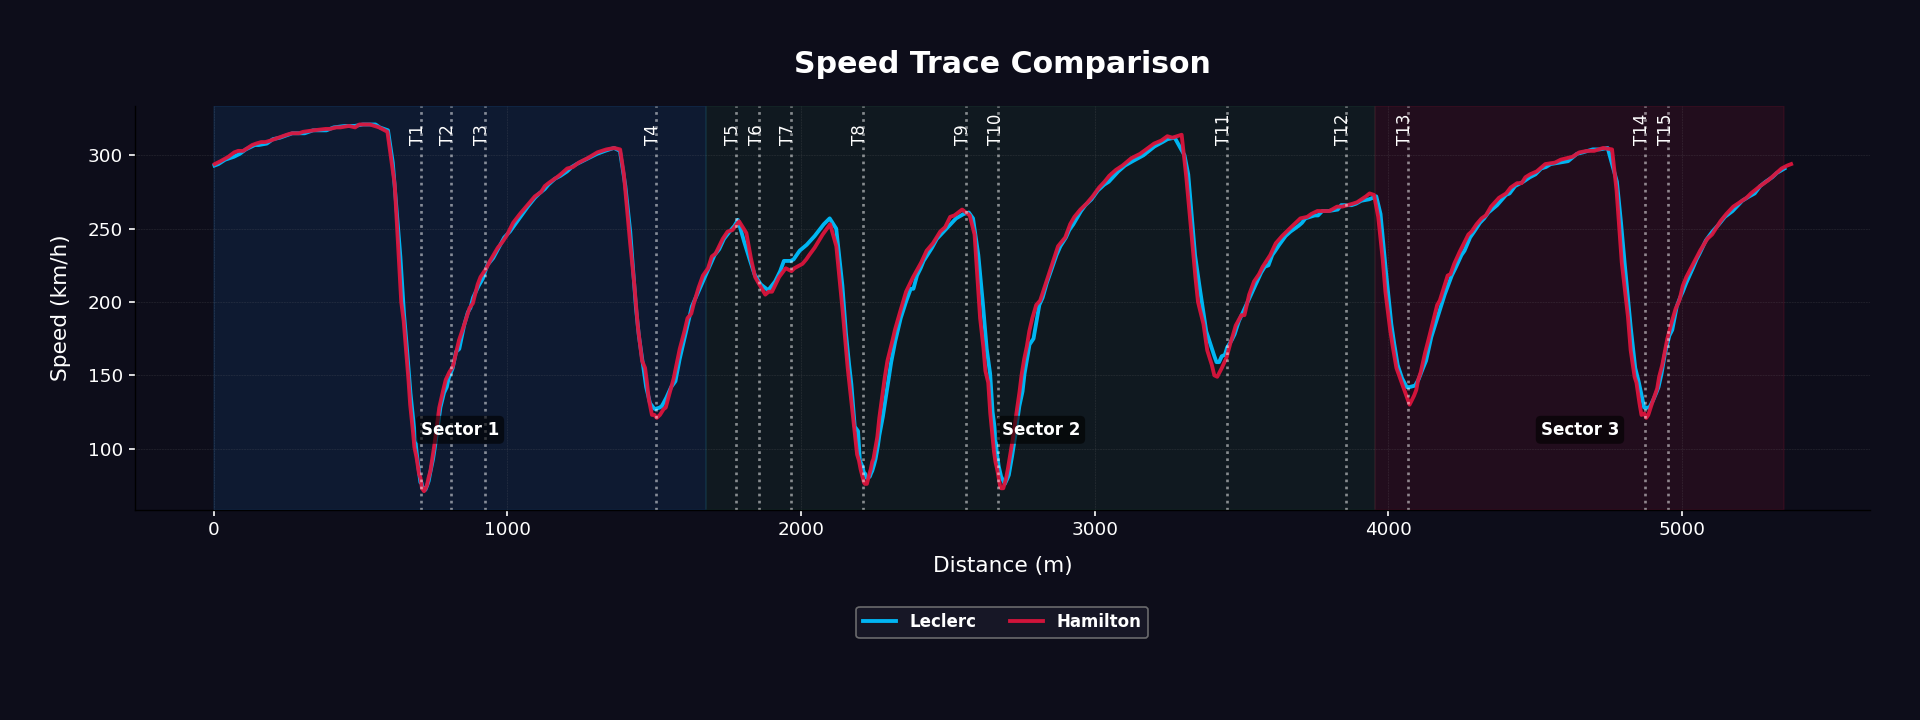 Speed Trace Comparison
Speed (km/h)
300
250
200
150
100
T1
T2
T3
T4
T5
T6
T7
T8
T9
T10
T11
T12
T13
T14
T15
Sector 1
Sector 2
Sector 3
0
1000
2000
3000
4000
5000
Distance (m)
Leclerc
Hamilton